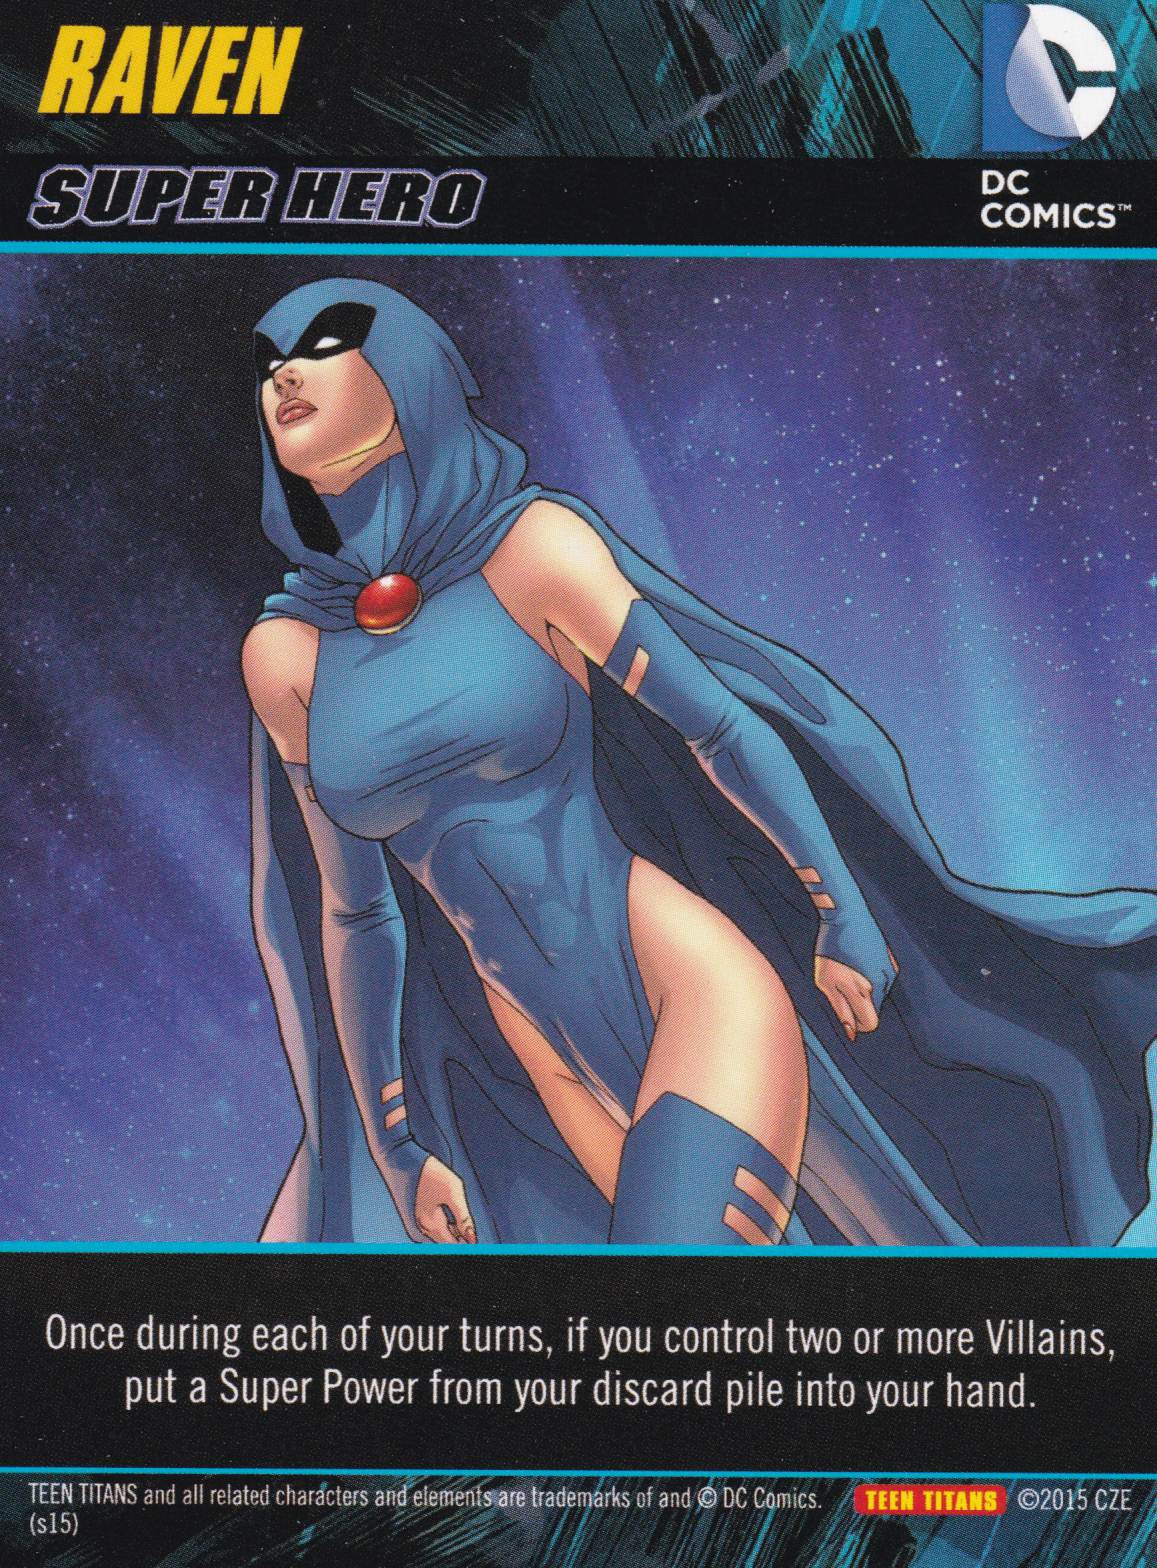 RAVEN
SUPER HERO
DC
COMICS™
Once during each of your turns, if you control two or more Villains,
put a Super Power from your discard pile into your hand.
TEEN TITANS and all related characters and elements are trademarks of and © DC Comics. TEEN TITANS ©2015 CZE
(s15)